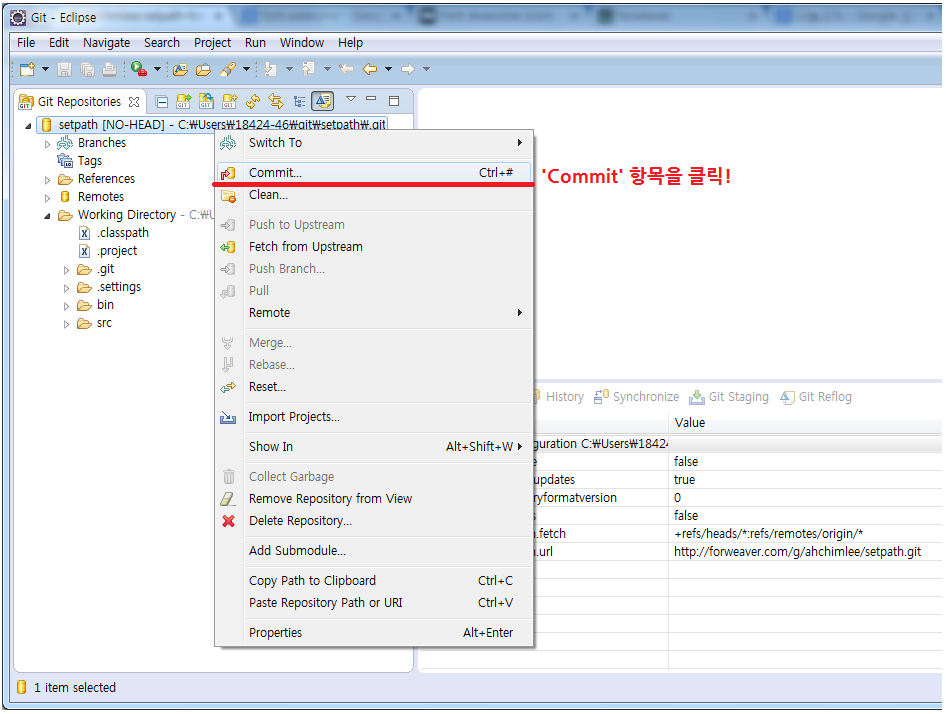 Git - Eclipse
File Edit Navigate Search Project Run Window Help
Git Repositories
setpath [NO-HEAD] - C:₩Users₩18424-46₩git₩setpath₩.git
Branches
Tags
References
Remotes
Working Directory - C:₩U
.classpath
.project
.git
.settings
bin
src
Switch To
Commit... Ctrl+#
Clean...
Push to Upstream
Fetch from Upstream
Push Branch...
Pull
Remote
Merge...
Rebase...
Reset...
Import Projects...
Show In Alt+Shift+W
Collect Garbage
Remove Repository from View
Delete Repository...
Add Submodule...
Copy Path to Clipboard Ctrl+C
Paste Repository Path or URI Ctrl+V
Properties Alt+Enter
'Commit' 항목을 클릭!
History Synchronize Git Staging Git Reflog
Value
guration C:₩Users₩1842
false
updates true
ryformatversion 0
false
.fetch +refs/heads/*:refs/remotes/origin/*
.url http://forweaver.com/g/ahchimlee/setpath.git
1 item selected